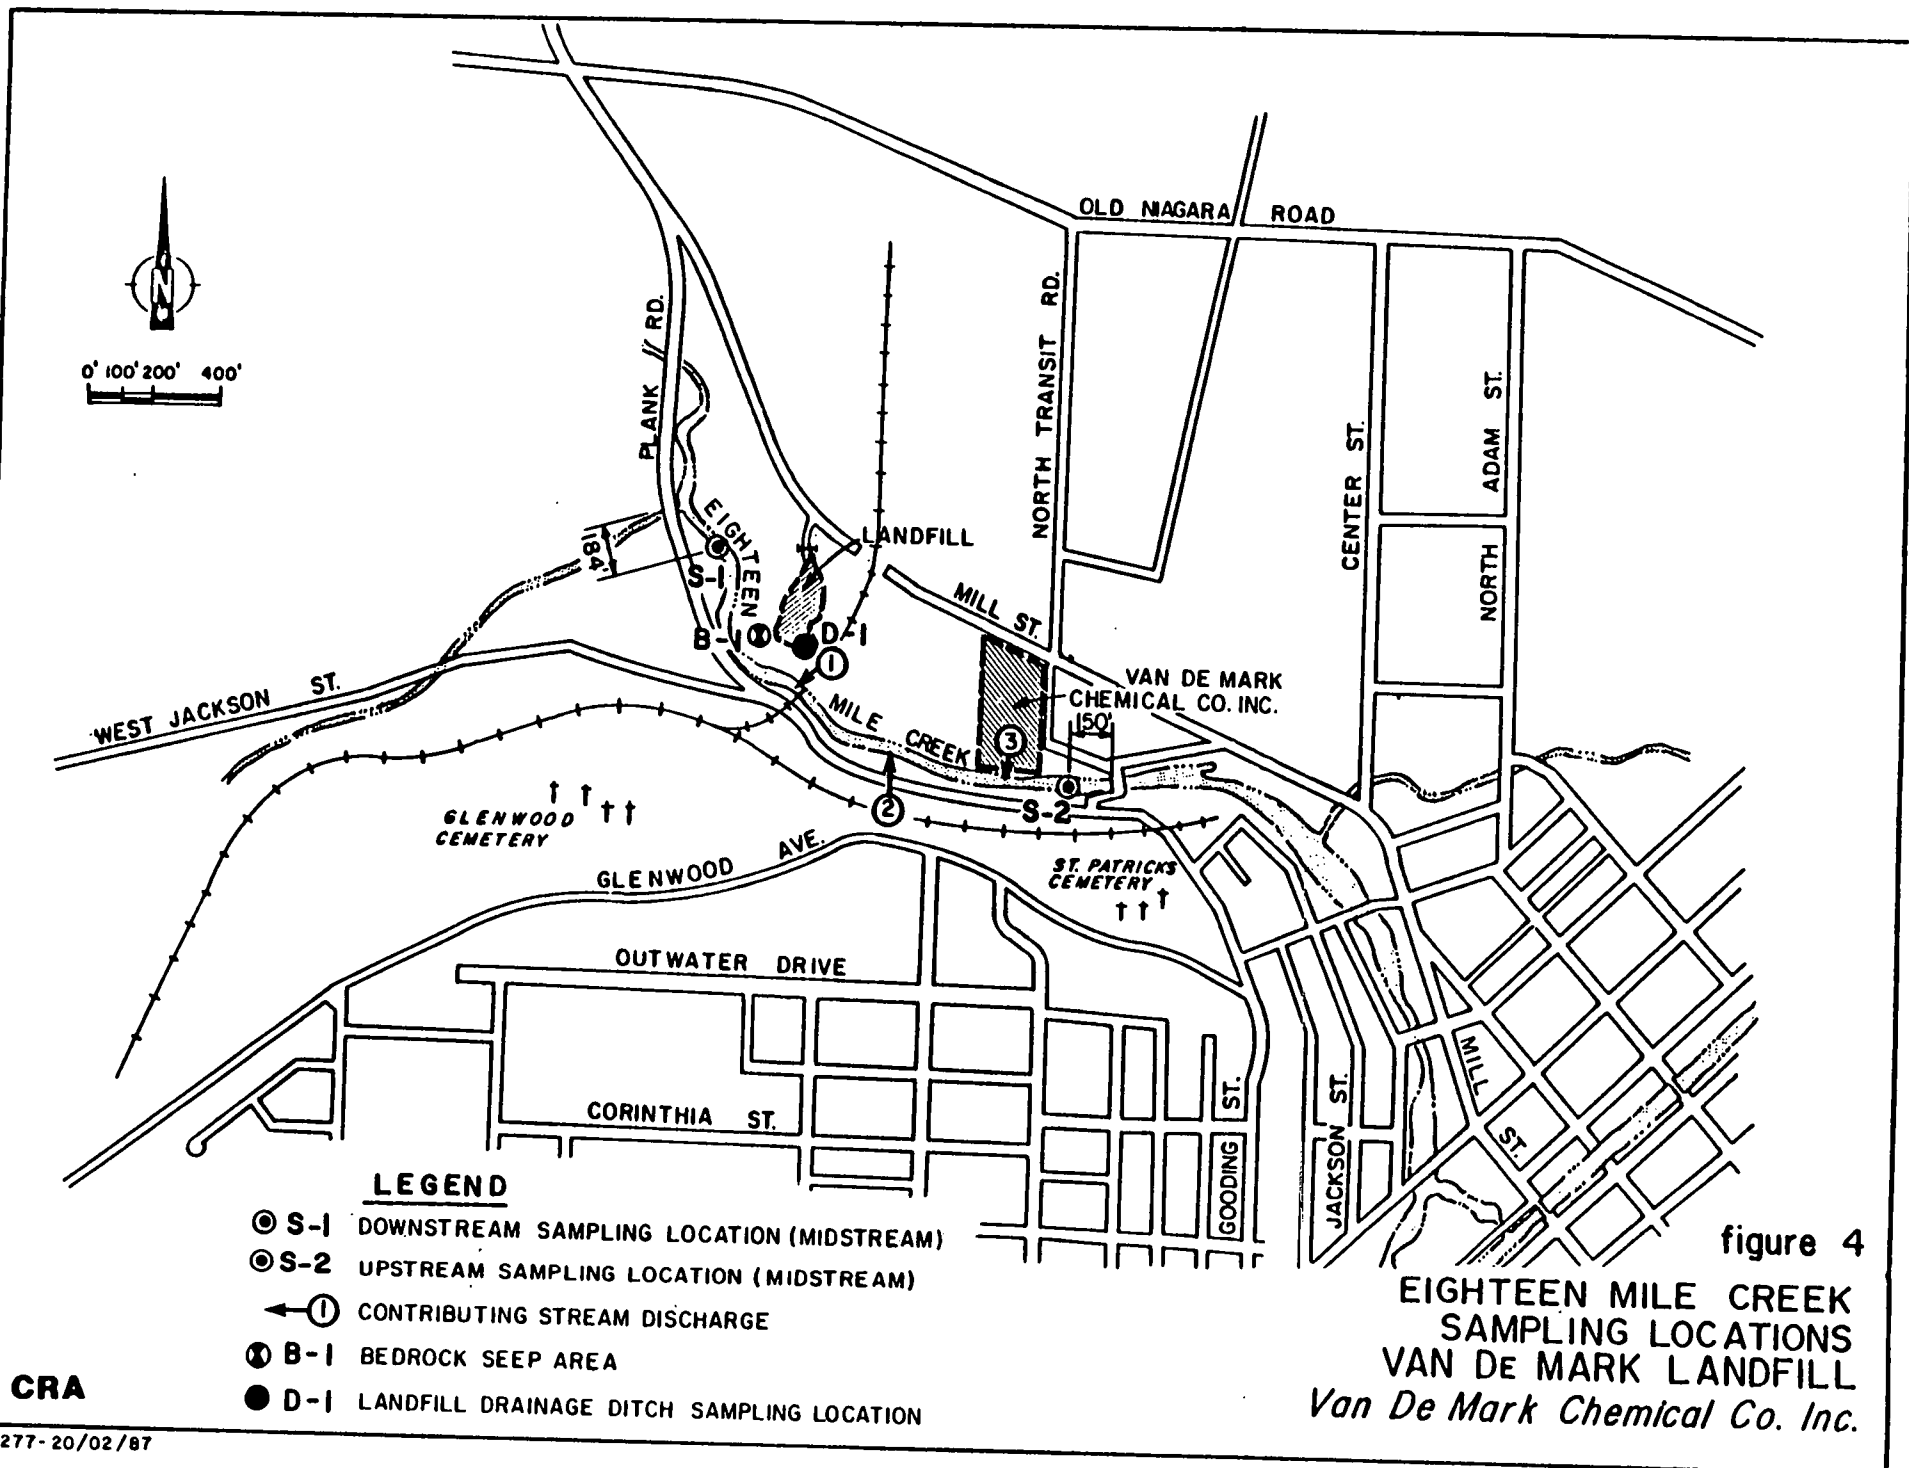 OLD NIAGARA ROAD
N
0' 100' 200' 400'
PLANK RD.
NORTH TRANSIT RD.
CENTER ST.
NORTH ADAM ST.
EIGHTEEN
MILE
CREEK
184'
S-1
LANDFILL
MILL ST.
B-1
D-1
1
VAN DE MARK
CHEMICAL CO. INC.
150'
WEST JACKSON ST.
3
2
S-2
GLENWOOD
CEMETERY
GLENWOOD AVE.
ST. PATRICKS
CEMETERY
OUTWATER DRIVE
CORINTHIA ST.
GOODING ST.
JACKSON ST.
MILL ST.
LEGEND
S-1 DOWNSTREAM SAMPLING LOCATION (MIDSTREAM)
S-2 UPSTREAM SAMPLING LOCATION (MIDSTREAM)
1 CONTRIBUTING STREAM DISCHARGE
B-1 BEDROCK SEEP AREA
D-1 LANDFILL DRAINAGE DITCH SAMPLING LOCATION
figure 4
EIGHTEEN MILE CREEK
SAMPLING LOCATIONS
VAN DE MARK LANDFILL
Van De Mark Chemical Co. Inc.
CRA
277-20/02/87